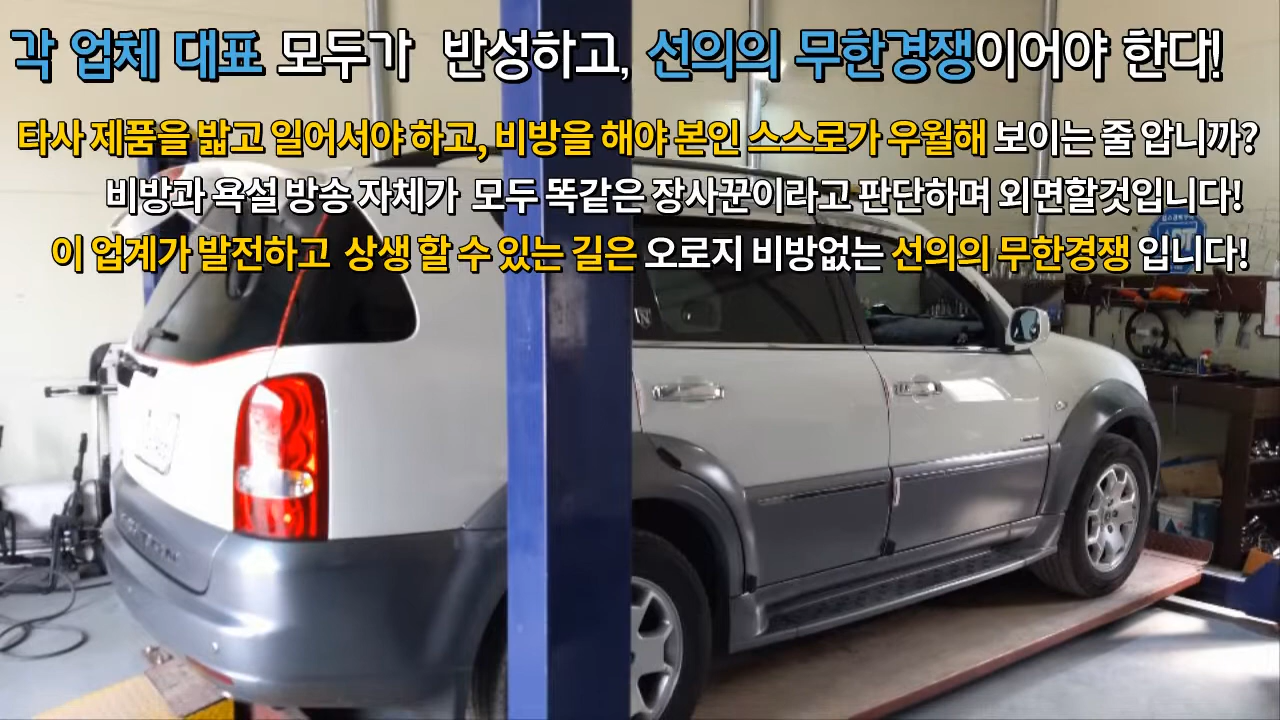 각 업체 대표 모두가 반성하고, 선의의 무한경쟁이어야 한다!
타사 제품을 밟고 일어서야 하고, 비방을 해야 본인 스스로가 우월해 보이는 줄 압니까?
비방과 욕설 방송 자체가 모두 똑같은 장사꾼이라고 판단하며 외면할것입니다!
이 업계가 발전하고 상생 할 수 있는 길은 오로지 비방없는 선의의 무한경쟁 입니다!